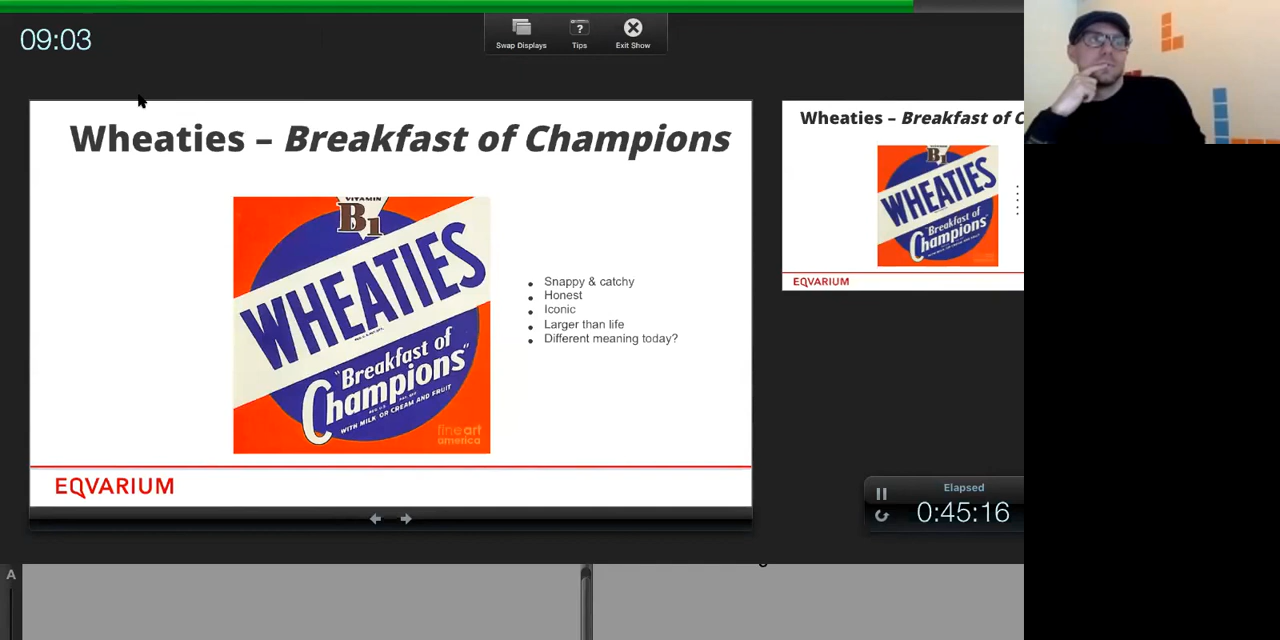 09:03
Swap Displays
Tips
Exit Show
Wheaties – Breakfast of Champions
VITAMIN
B1
WHEATIES
"Breakfast of
Champions"
WITH MILK OR CREAM AND FRUIT
fineart
america
• Snappy & catchy
• Honest
• Iconic
• Larger than life
• Different meaning today?
EQVARIUM
Wheaties – Breakfast of C
B1
WHEATIES
"Breakfast of
Champions"
EQVARIUM
Elapsed
0:45:16
A